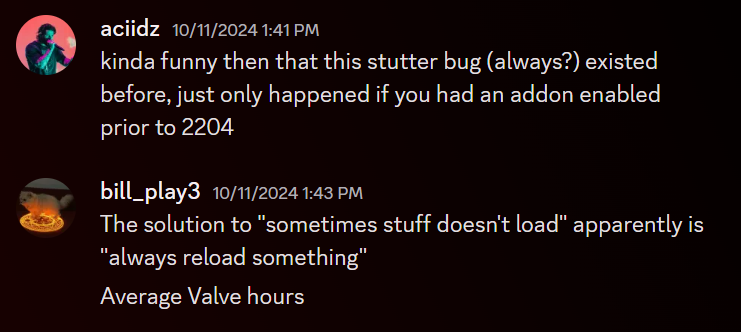 aciidz 10/11/2024 1:41 PM
kinda funny then that this stutter bug (always?) existed
before, just only happened if you had an addon enabled
prior to 2204
bill_play3 10/11/2024 1:43 PM
The solution to "sometimes stuff doesn't load" apparently is
"always reload something"
Average Valve hours